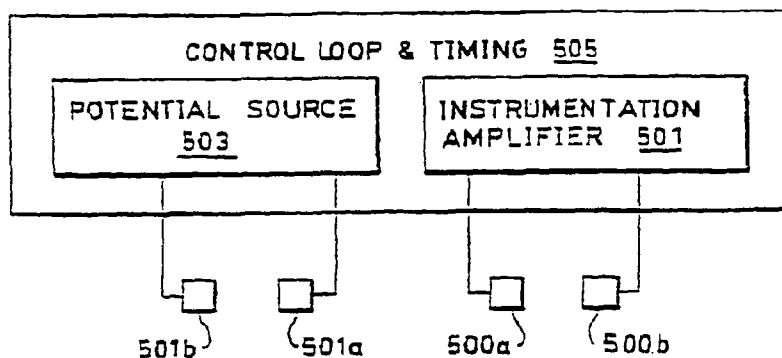 CONTROL LOOP & TIMING 505
POTENTIAL SOURCE
503
INSTRUMENTATION
AMPLIFIER 501
501b
501a
500a
500b